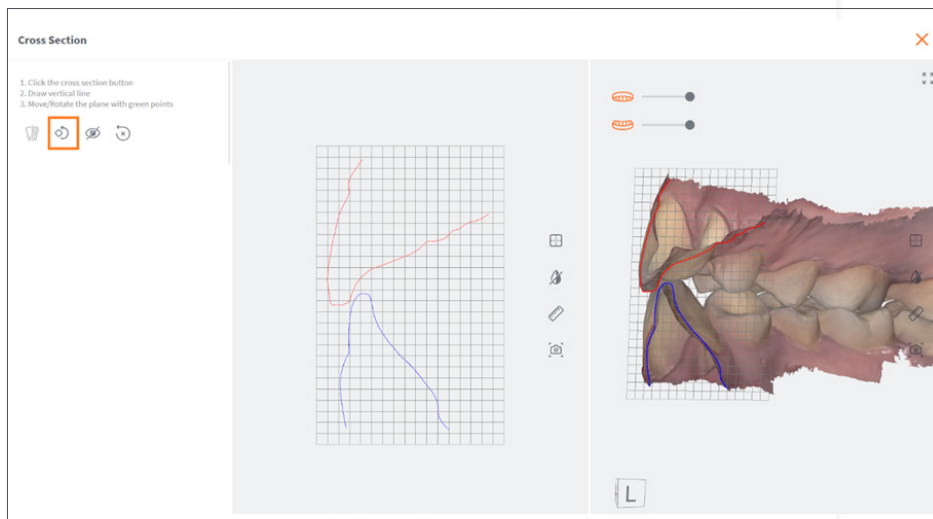 Cross Section
1. Click the cross section button
2. Draw vertical line
3. Move/Rotate the plane with green points
L